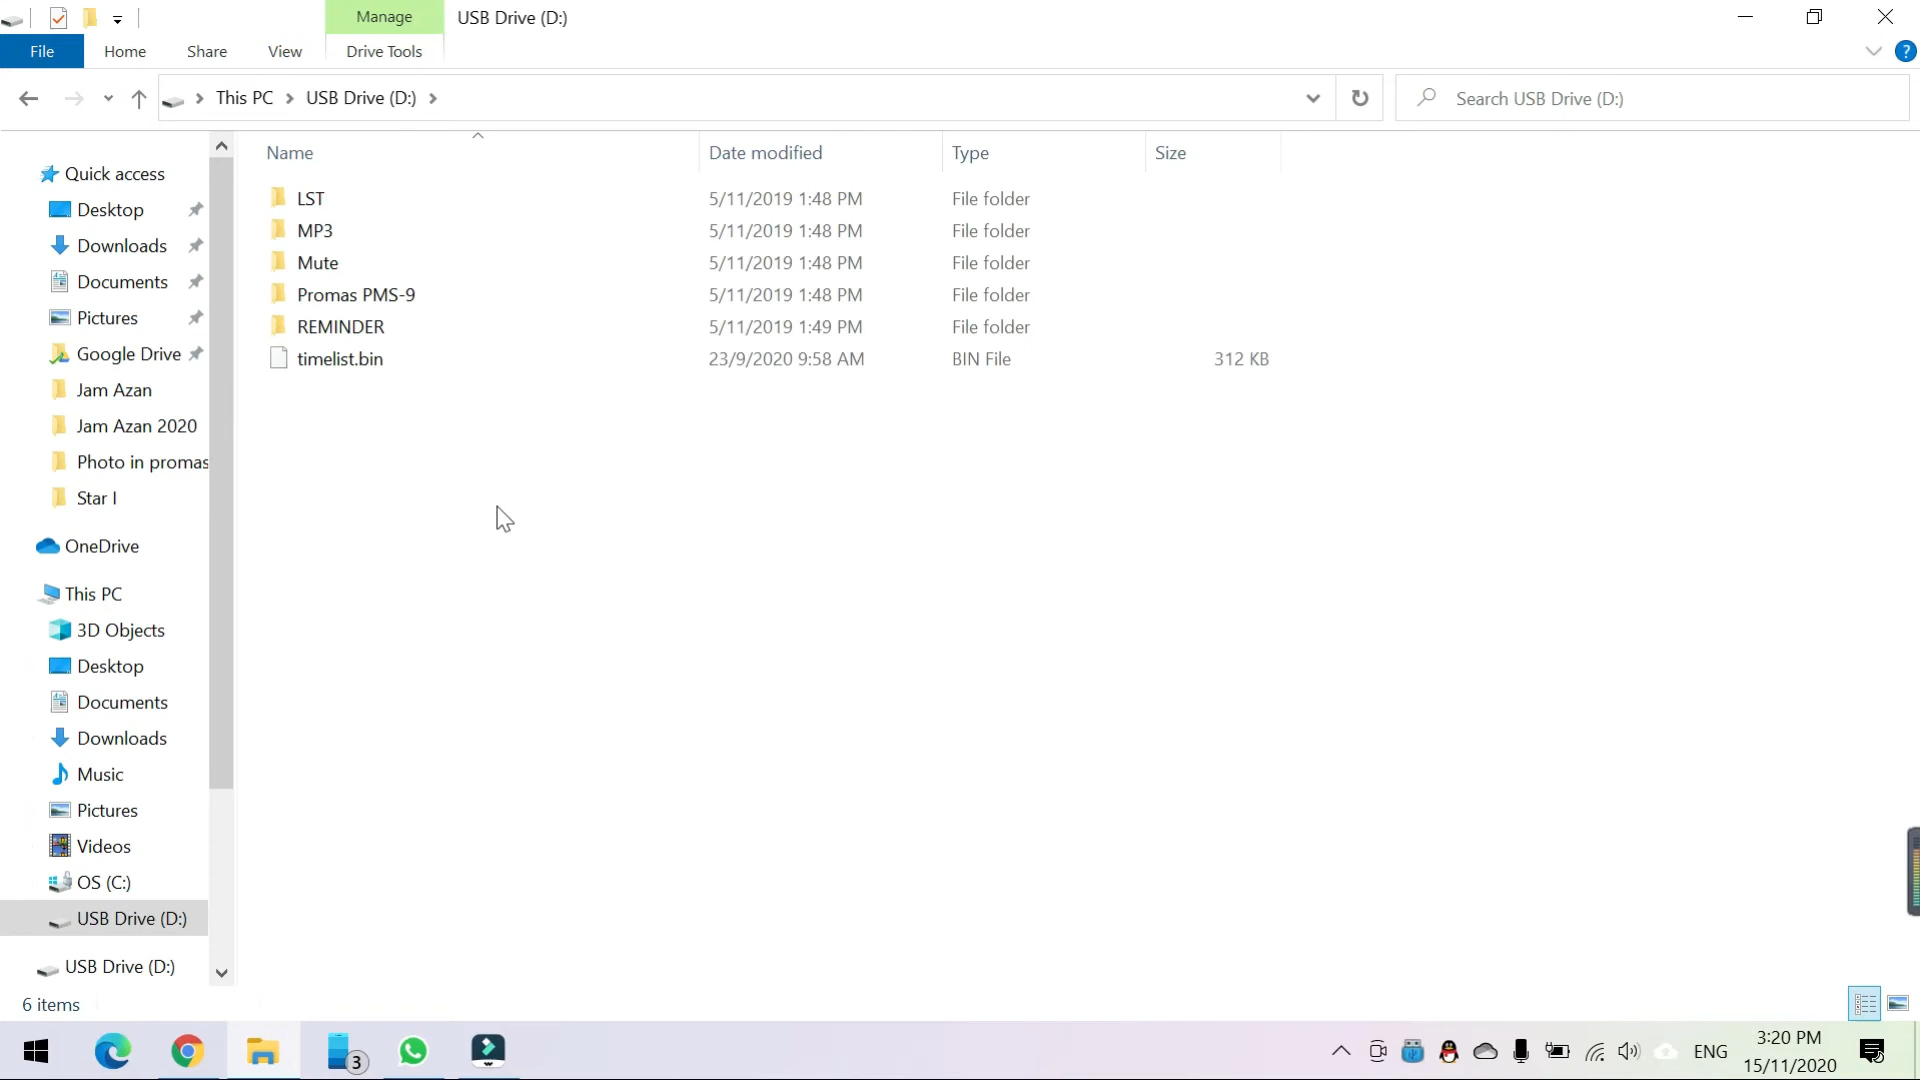 Manage
USB Drive (D:)
File
Home
Share
View
Drive Tools
?
This PC
USB Drive (D:)
Search USB Drive (D:)
Name
Date modified
Type
Size
LST
5/11/2019 1:48 PM
File folder
MP3
5/11/2019 1:48 PM
File folder
Mute
5/11/2019 1:48 PM
File folder
Promas PMS-9
5/11/2019 1:48 PM
File folder
REMINDER
5/11/2019 1:49 PM
File folder
timelist.bin
23/9/2020 9:58 AM
BIN File
312 KB
Quick access
Desktop
Downloads
Documents
Pictures
Google Drive
Jam Azan
Jam Azan 2020
Photo in promas
Star I
OneDrive
This PC
3D Objects
Desktop
Documents
Downloads
Music
Pictures
Videos
OS (C:)
USB Drive (D:)
USB Drive (D:)
6 items
3
ENG
3:20 PM
15/11/2020